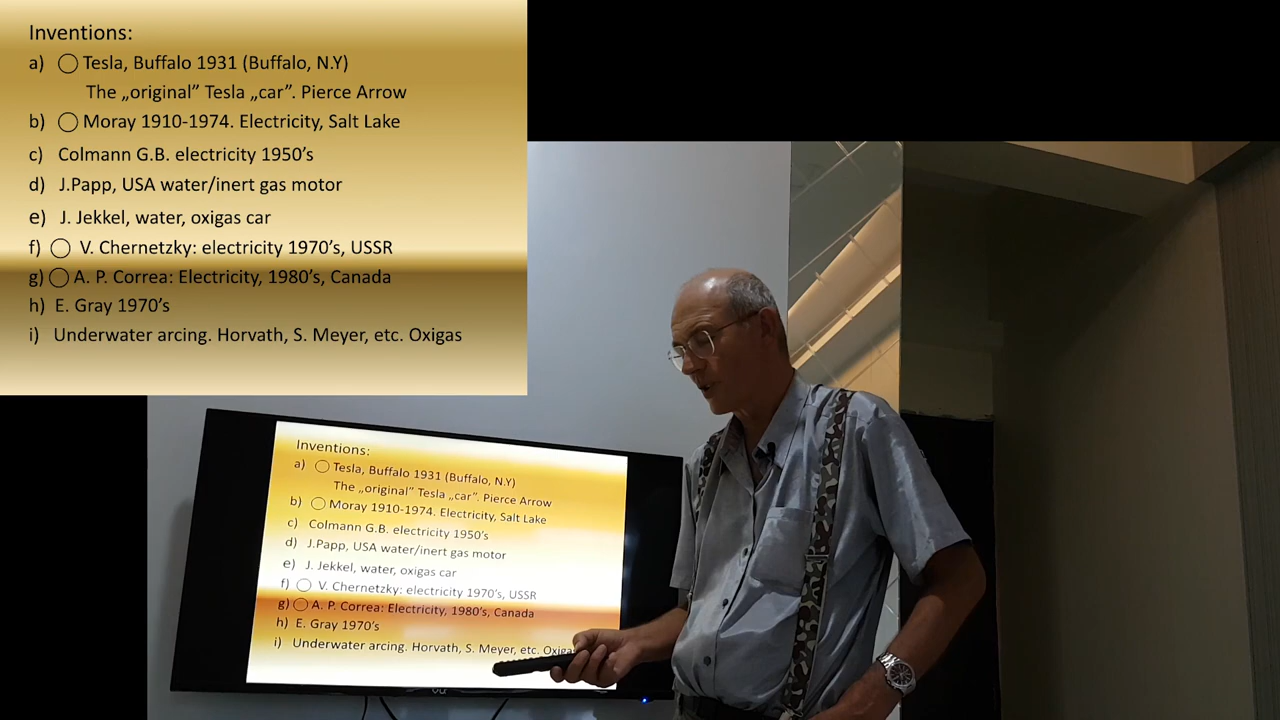 Inventions:
a) Tesla, Buffalo 1931 (Buffalo, N.Y)
The „original” Tesla „car”. Pierce Arrow
b) Moray 1910-1974. Electricity, Salt Lake
c) Colmann G.B. electricity 1950’s
d) J.Papp, USA water/inert gas motor
e) J. Jekkel, water, oxigas car
f) V. Chernetzky: electricity 1970’s, USSR
g) A. P. Correa: Electricity, 1980’s, Canada
h) E. Gray 1970’s
i) Underwater arcing. Horvath, S. Meyer, etc. Oxigas
Inventions:
a) Tesla, Buffalo 1931 (Buffalo, N.Y)
The „original” Tesla „car”. Pierce Arrow
b) Moray 1910-1974. Electricity, Salt Lake
c) Colmann G.B. electricity 1950’s
d) J.Papp, USA water/inert gas motor
e) J. Jekkel, water, oxigas car
f) V. Chernetzky: electricity 1970’s, USSR
g) A. P. Correa: Electricity, 1980’s, Canada
h) E. Gray 1970’s
i) Underwater arcing. Horvath, S. Meyer, etc. Oxiga